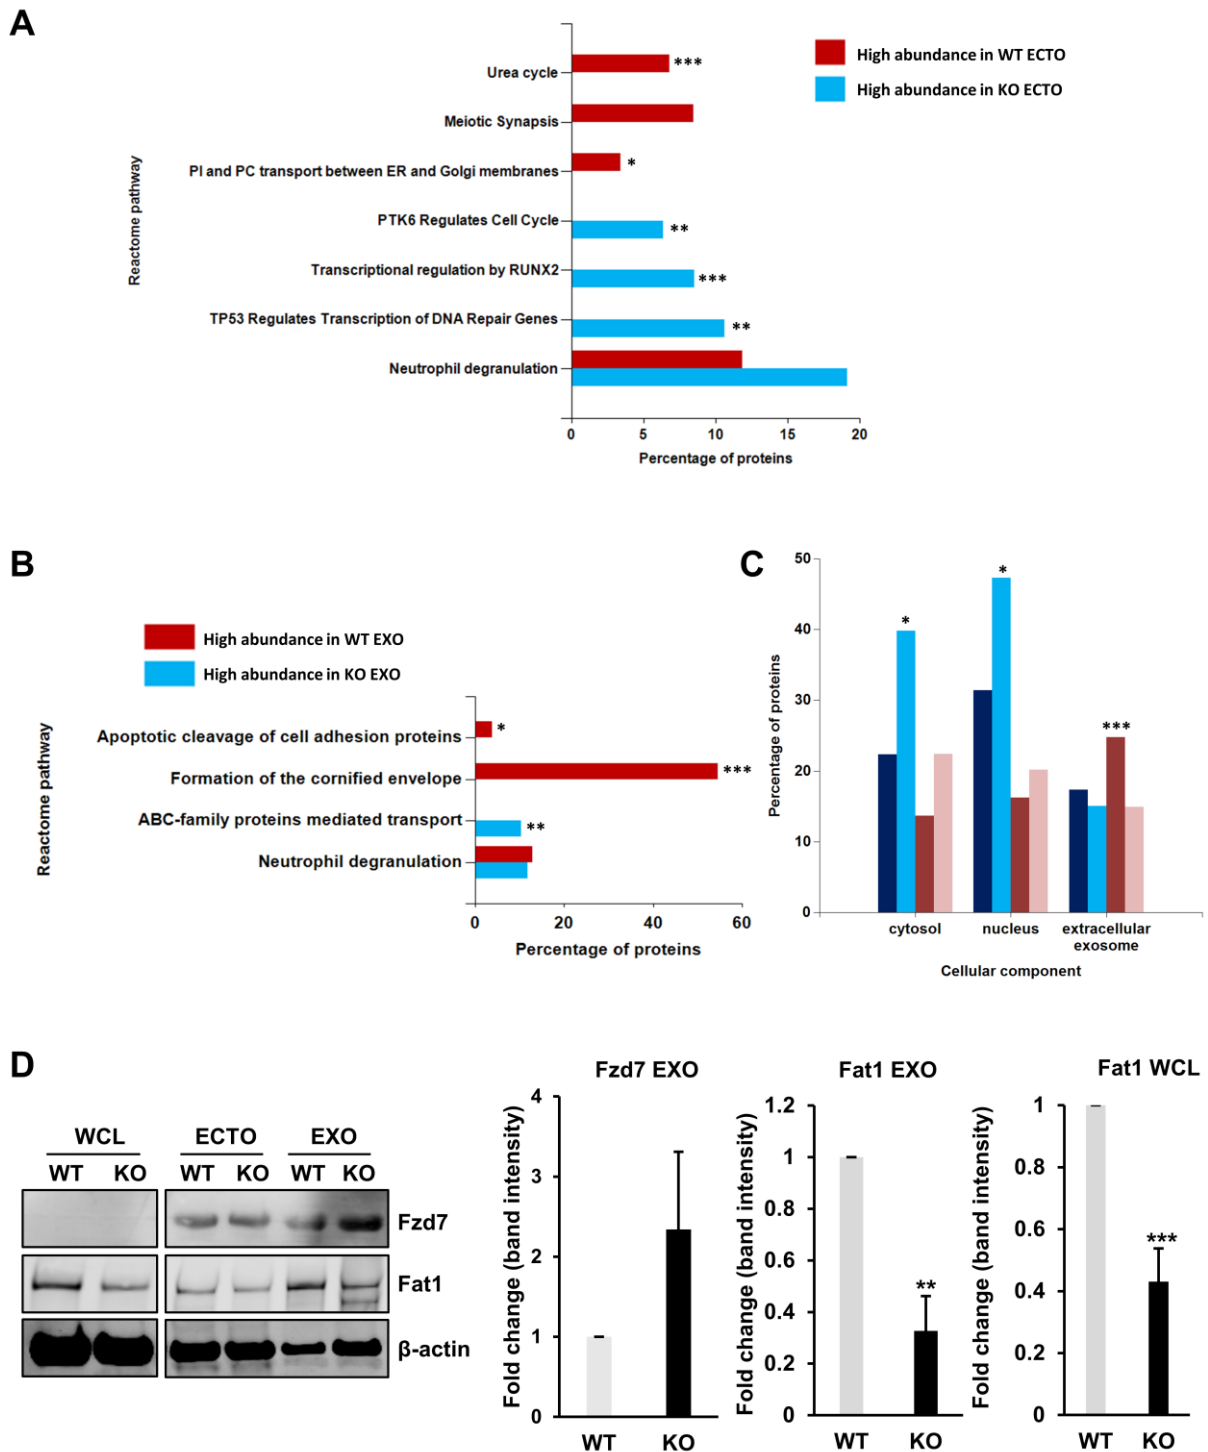 A
High abundance in WT ECTO
High abundance in KO ECTO
Reactome pathway
Urea cycle
***
Meiotic Synapsis
PI and PC transport between ER and Golgi membranes
*
PTK6 Regulates Cell Cycle
**
Transcriptional regulation by RUNX2
***
TP53 Regulates Transcription of DNA Repair Genes
**
Neutrophil degranulation
0 5 10 15 20
Percentage of proteins
B
High abundance in WT EXO
High abundance in KO EXO
Reactome pathway
Apoptotic cleavage of cell adhesion proteins
*
Formation of the cornified envelope
***
ABC-family proteins mediated transport
**
Neutrophil degranulation
0 20 40 60
Percentage of proteins
C
Percentage of proteins
50
40
30
20
10
0
*
*
***
cytosol nucleus extracellular
exosome
Cellular component
D
WCL ECTO EXO
WT KO WT KO WT KO
Fzd7
Fat1
β-actin
Fzd7 EXO
Fold change (band intensity)
4
3
2
1
0
WT KO
Fat1 EXO
Fold change (band intensity)
1.2
1
0.8
0.6
0.4
0.2
0
**
WT KO
Fat1 WCL
Fold change (band intensity)
1
0.8
0.6
0.4
0.2
0
***
WT KO